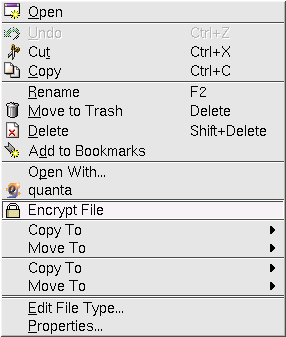 Open
Undo Ctrl+Z
Cut Ctrl+X
Copy Ctrl+C
Rename F2
Move to Trash Delete
Delete Shift+Delete
Add to Bookmarks
Open With...
quanta
Encrypt File
Copy To
Move To
Copy To
Move To
Edit File Type...
Properties...